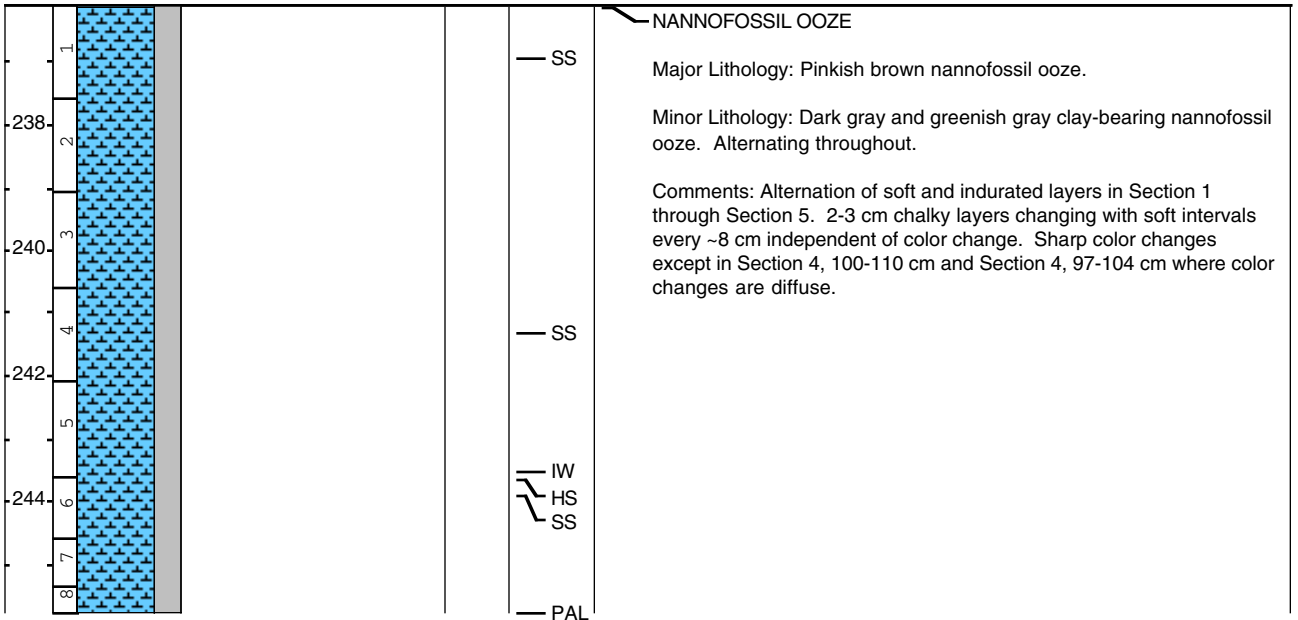 NANNOFOSSIL OOZE
Major Lithology: Pinkish brown nannofossil ooze.
Minor Lithology: Dark gray and greenish gray clay-bearing nannofossil
ooze. Alternating throughout.
Comments: Alternation of soft and indurated layers in Section 1
through Section 5. 2-3 cm chalky layers changing with soft intervals
every ~8 cm independent of color change. Sharp color changes
except in Section 4, 100-110 cm and Section 4, 97-104 cm where color
changes are diffuse.
238
240
242
244
1
2
3
4
5
6
7
8
SS
SS
IW
HS
SS
PAL